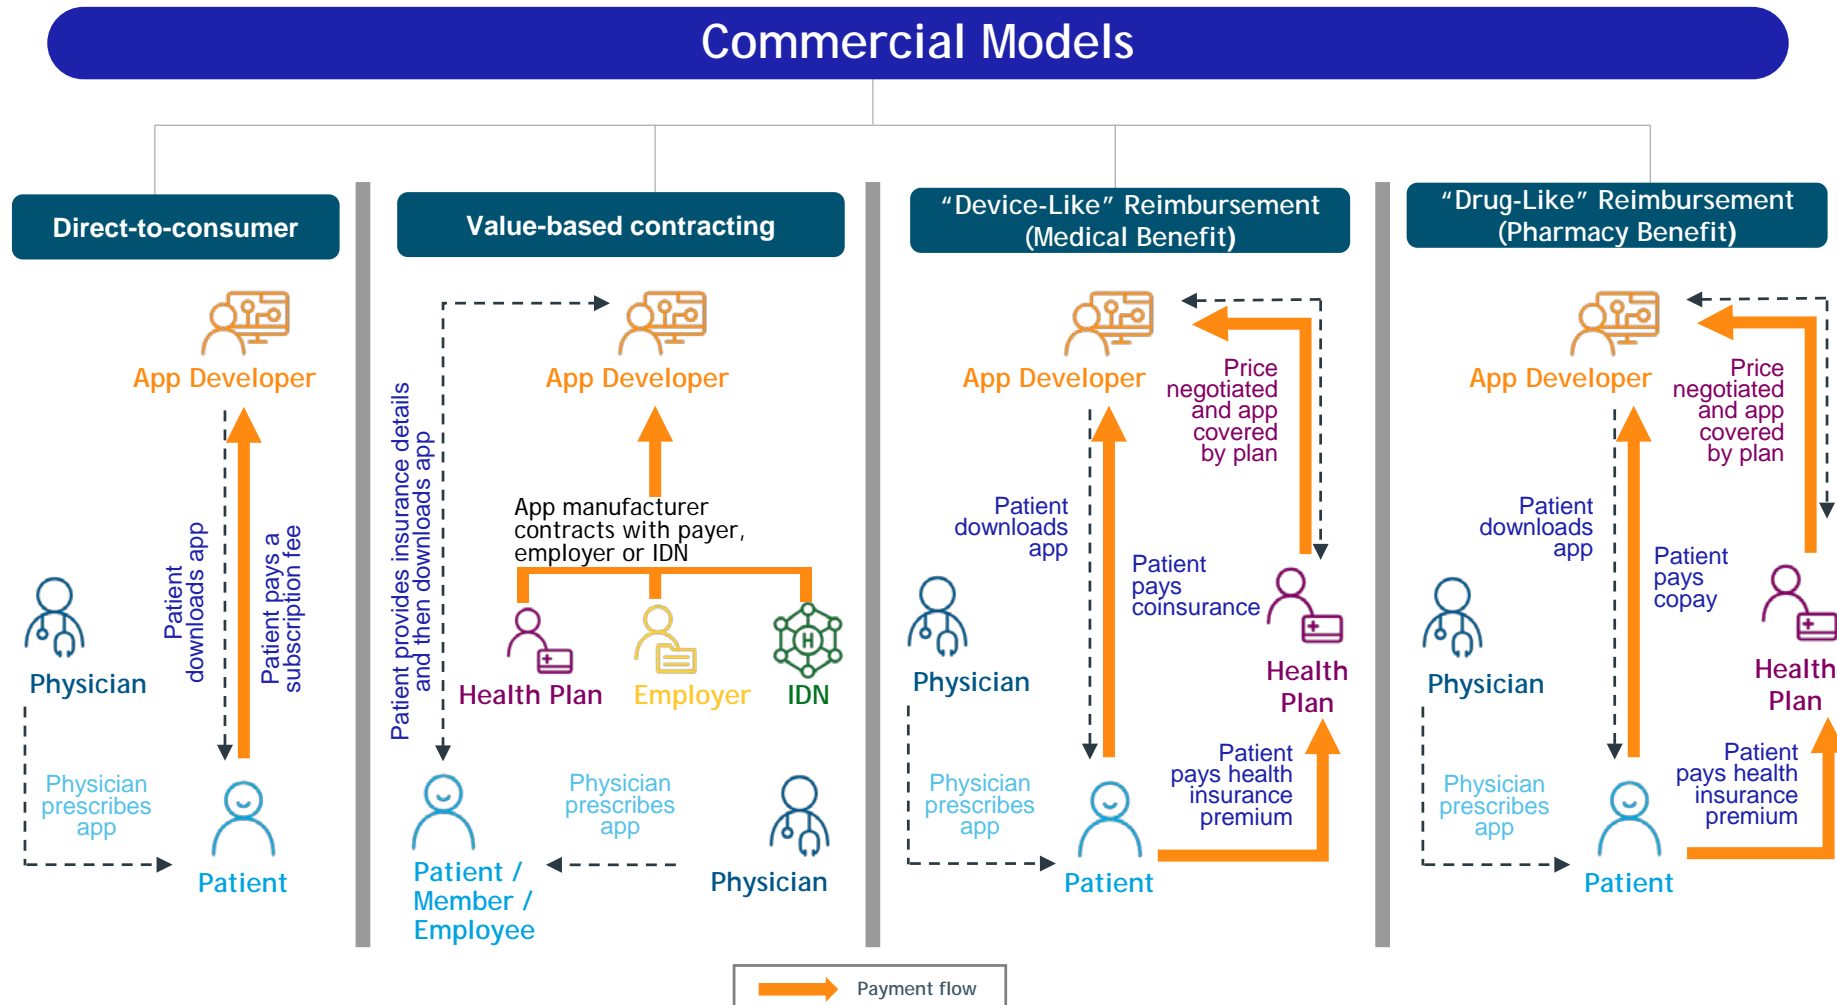 Commercial Models
Direct-to-consumer
App Developer
Patient
downloads app
Patient pays a
subscription fee
Physician
Physician
prescribes
app
Patient
Value-based contracting
App Developer
Patient provides insurance details
and then downloads app
App manufacturer
contracts with payer,
employer or IDN
H
Health Plan
Employer
IDN
Physician
prescribes
app
Patient /
Member /
Employee
Physician
“Device-Like” Reimbursement
(Medical Benefit)
App Developer
Price
negotiated
and app
covered
by plan
Patient
downloads
app
Patient
pays
coinsurance
Physician
Health
Plan
Physician
prescribes
app
Patient
pays health
insurance
premium
Patient
“Drug-Like” Reimbursement
(Pharmacy Benefit)
App Developer
Price
negotiated
and app
covered
by plan
Patient
downloads
app
Patient
pays
copay
Physician
Health
Plan
Physician
prescribes
app
Patient
pays health
insurance
premium
Patient
Payment flow